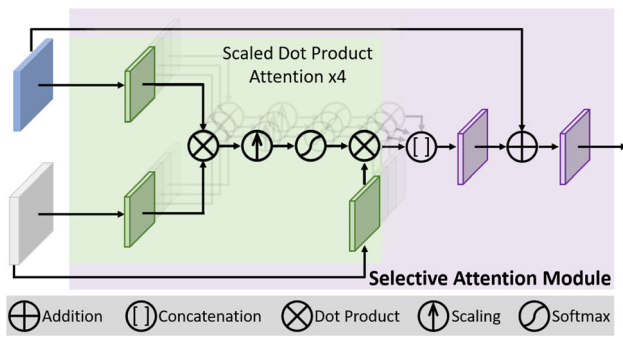 Scaled Dot Product
Attention x4
[ ]
Selective Attention Module
Addition [ ] Concatenation Dot Product Scaling Softmax